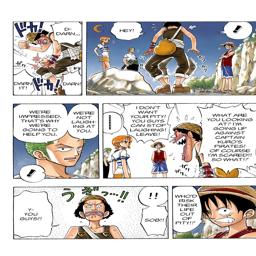 !
HEY!
D-
DARN...
DARN
IT!
WHAT ARE
YOU LOOKING
AT? I'M
GOING UP
AGAINST
CAPTAIN
KURO'S
PIRATES!
OF COURSE
I'M
SCARED!!
SO WHAT!?
I DON'T
WANT YOUR
PITY! YOU
GUYS CAN
STOP
LAUGHING!
LEAVE!
WE'RE
NOT
LAUGH-
ING AT
YOU.
WE'RE
IMPRESSED.
THAT'S WHY
WE'RE
GOING TO
HELP YOU.
WHO'D
RISK
THEIR
LIFE
OUT OF
PITY!?
!!
SOB!!
Y-
YOU
GUYS!!